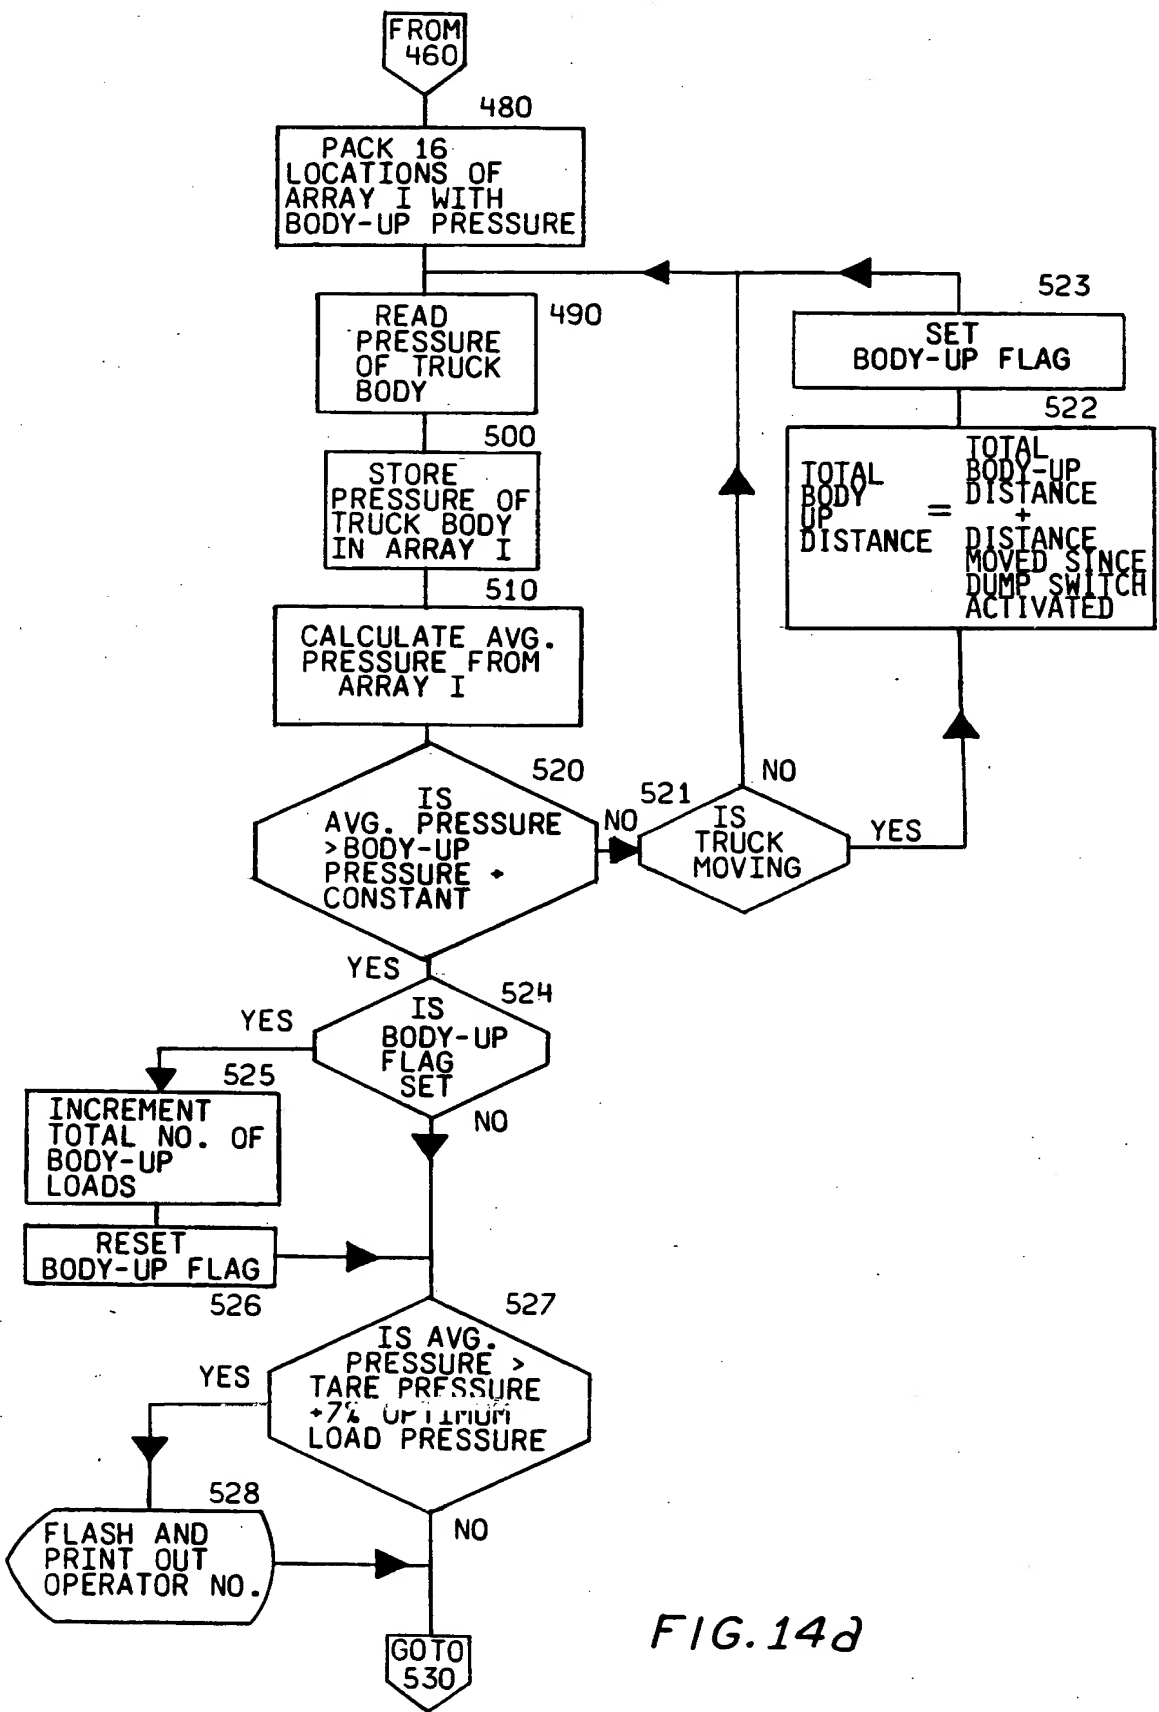 FROM
460
480
PACK 16
LOCATIONS OF
ARRAY I WITH
BODY-UP PRESSURE
READ
PRESSURE
OF TRUCK
BODY
490
500
STORE
PRESSURE OF
TRUCK BODY
IN ARRAY I
510
CALCULATE AVG.
PRESSURE FROM
ARRAY I
520
IS
AVG. PRESSURE
>BODY-UP
PRESSURE +
CONSTANT
NO
521
IS
TRUCK
MOVING
NO
YES
523
SET
BODY-UP FLAG
522
TOTAL
BODY
UP
DISTANCE
=
TOTAL
BODY-UP
DISTANCE
+
DISTANCE
MOVED SINCE
DUMP SWITCH
ACTIVATED
YES
524
IS
BODY-UP
FLAG
SET
YES
NO
525
INCREMENT
TOTAL NO. OF
BODY-UP
LOADS
RESET
BODY-UP FLAG
526
527
IS AVG.
PRESSURE >
TARE PRESSURE
+7% OPTIMUM
LOAD PRESSURE
YES
NO
528
FLASH AND
PRINT OUT
OPERATOR NO.
GO TO
530
FIG. 14a